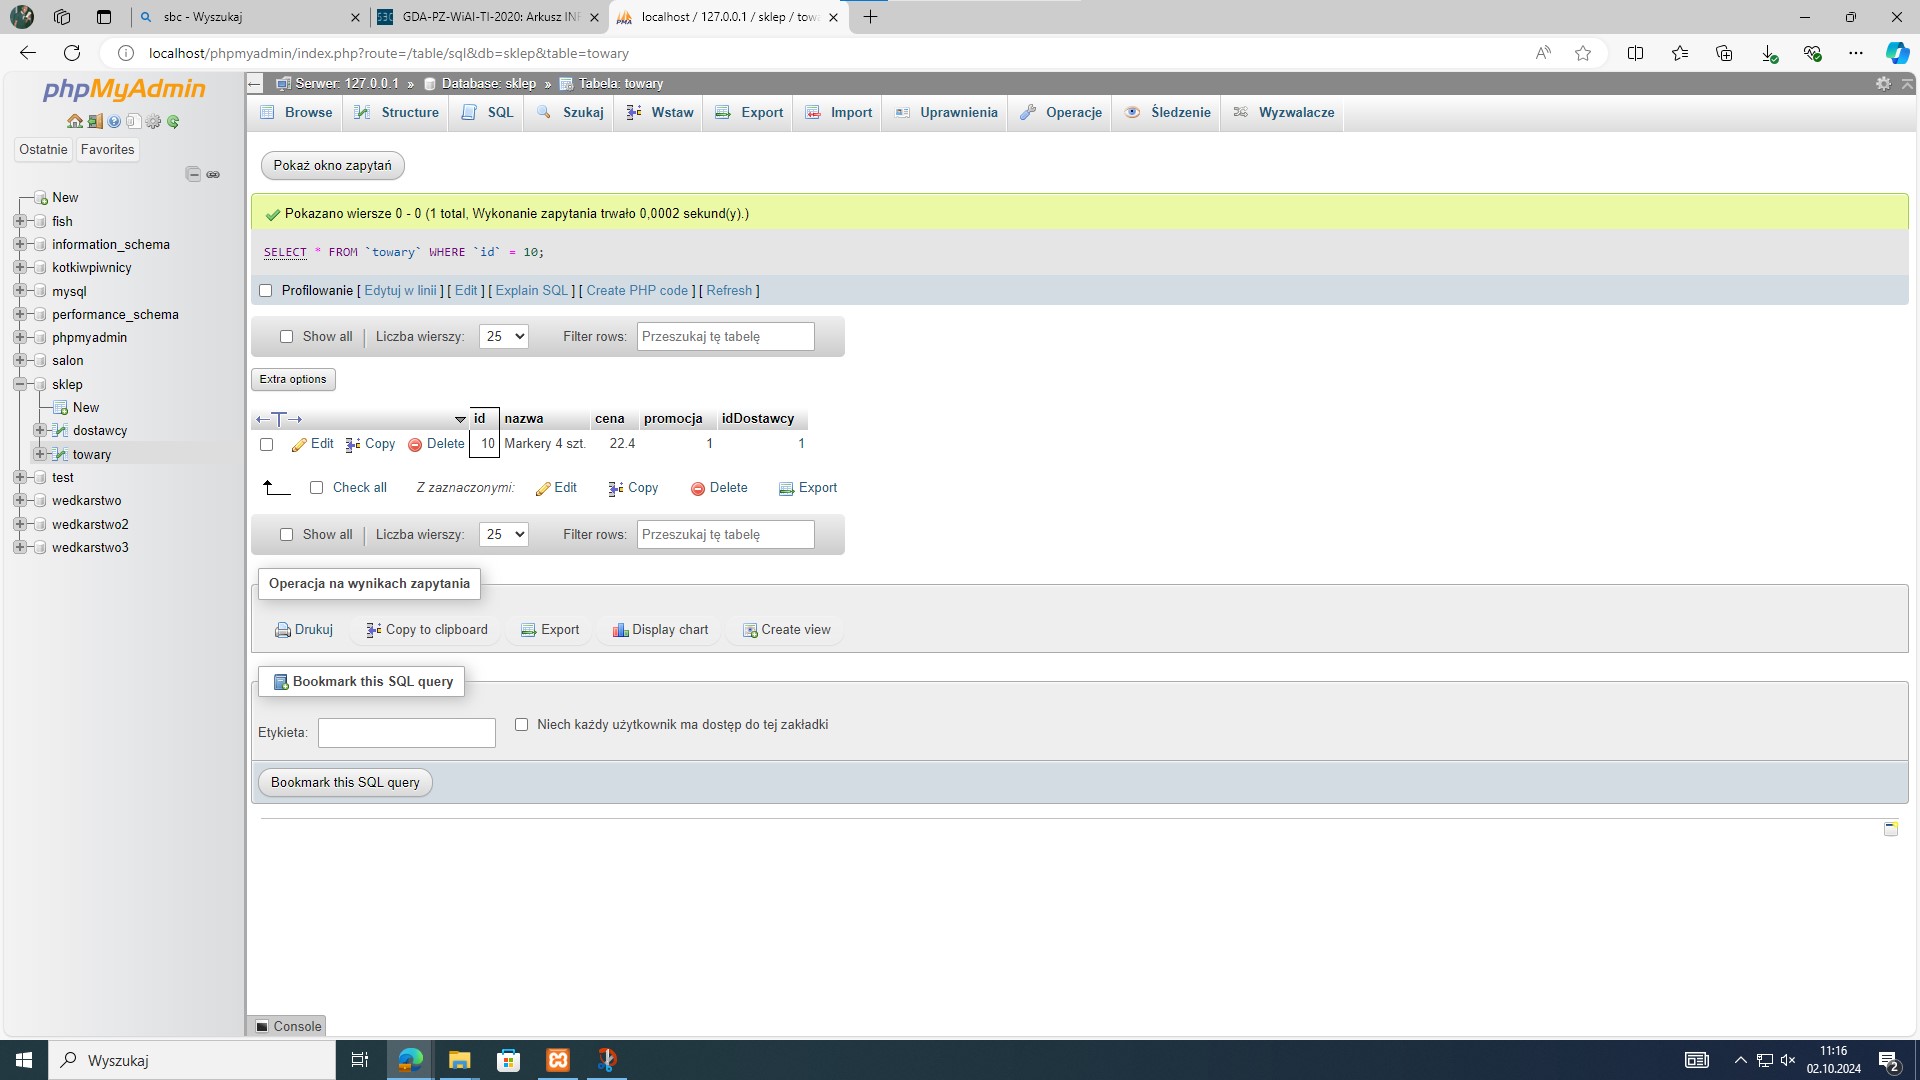 sbc - Wyszukaj
GDA-PZ-WiAI-TI-2020: Arkusz INF
localhost / 127.0.0.1 / sklep / towa
localhost/phpmyadmin/index.php?route=/table/sql&db=sklep&table=towary
phpMyAdmin
Ostatnie
Favorites
New
fish
information_schema
kotkiwpiwnicy
mysql
performance_schema
phpmyadmin
salon
sklep
New
dostawcy
towary
test
wedkarstwo
wedkarstwo2
wedkarstwo3
Serwer: 127.0.0.1 » Database: sklep » Tabela: towary
Browse Structure SQL Szukaj Wstaw Export Import Uprawnienia Operacje Śledzenie Wyzwalacze
Pokaż okno zapytań
Pokazano wiersze 0 - 0 (1 total, Wykonanie zapytania trwało 0,0002 sekund(y).)
SELECT * FROM `towary` WHERE `id` = 10;
Profilowanie [ Edytuj w linii ] [ Edit ] [ Explain SQL ] [ Create PHP code ] [ Refresh ]
Show all Liczba wierszy: 25 Filter rows: Przeszukaj tę tabelę
Extra options
←T→ id nazwa cena promocja idDostawcy
Edit Copy Delete 10 Markery 4 szt. 22.4 1 1
Check all Z zaznaczonymi: Edit Copy Delete Export
Show all Liczba wierszy: 25 Filter rows: Przeszukaj tę tabelę
Operacja na wynikach zapytania
Drukuj Copy to clipboard Export Display chart Create view
Bookmark this SQL query
Etykieta: Niech każdy użytkownik ma dostęp do tej zakładki
Bookmark this SQL query
Console
Wyszukaj
11:16
02.10.2024
2